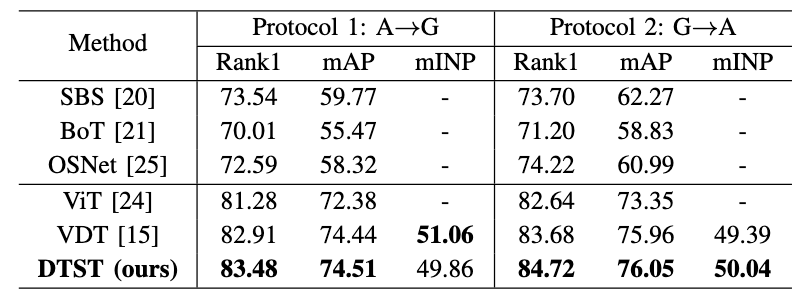 Method Protocol 1: A→G Protocol 2: G→A
Rank1 mAP mINP Rank1 mAP mINP
SBS [20] 73.54 59.77 - 73.70 62.27 -
BoT [21] 70.01 55.47 - 71.20 58.83 -
OSNet [25] 72.59 58.32 - 74.22 60.99 -
ViT [24] 81.28 72.38 - 82.64 73.35 -
VDT [15] 82.91 74.44 51.06 83.68 75.96 49.39
DTST (ours) 83.48 74.51 49.86 84.72 76.05 50.04